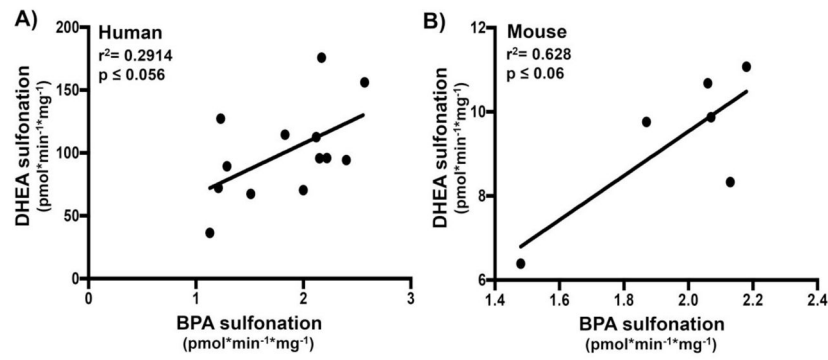 A)
Human
r²= 0.2914
p ≤ 0.056
DHEA sulfonation
(pmol*min⁻¹*mg⁻¹)
200
150
100
50
0
0
1
2
3
BPA sulfonation
(pmol*min⁻¹*mg⁻¹)
B)
Mouse
r²= 0.628
p ≤ 0.06
DHEA sulfonation
(pmol*min⁻¹*mg⁻¹)
12
10
8
6
1.4
1.6
1.8
2.0
2.2
2.4
BPA sulfonation
(pmol*min⁻¹*mg⁻¹)